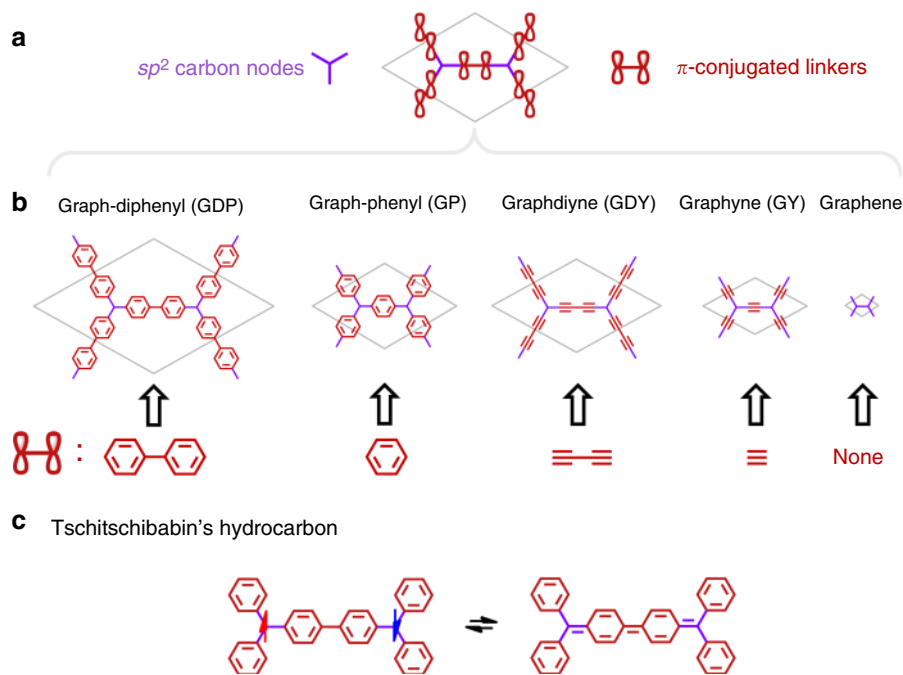 a
sp² carbon nodes
π-conjugated linkers
b
Graph-diphenyl (GDP)
Graph-phenyl (GP)
Graphdiyne (GDY)
Graphyne (GY)
Graphene
:
None
c
Tschitschibabin's hydrocarbon